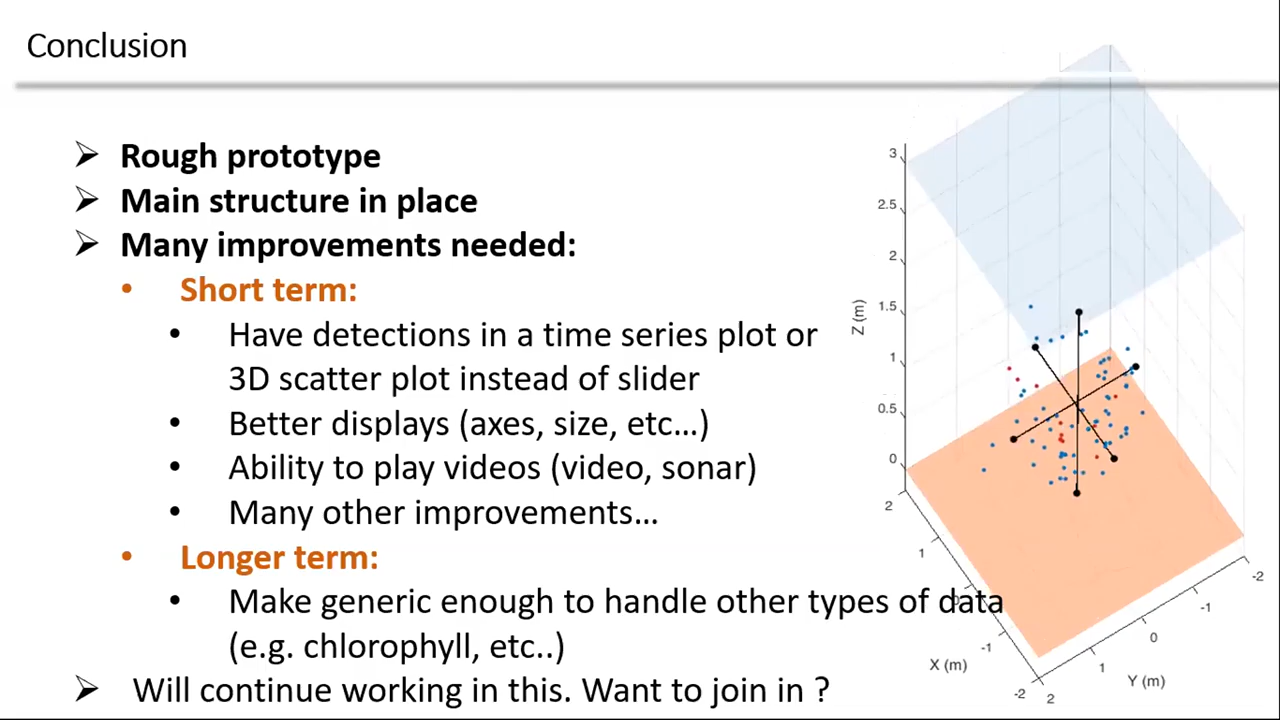 Conclusion
➢ Rough prototype
➢ Main structure in place
➢ Many improvements needed:
• Short term:
• Have detections in a time series plot or
3D scatter plot instead of slider
• Better displays (axes, size, etc…)
• Ability to play videos (video, sonar)
• Many other improvements…
• Longer term:
• Make generic enough to handle other types of data
(e.g. chlorophyll, etc..)
➢ Will continue working in this. Want to join in ?
3
2.5
2
1.5
1
0.5
0
Z (m)
2
1
0
-1
-2
X (m)
2
1
0
-1
-2
Y (m)